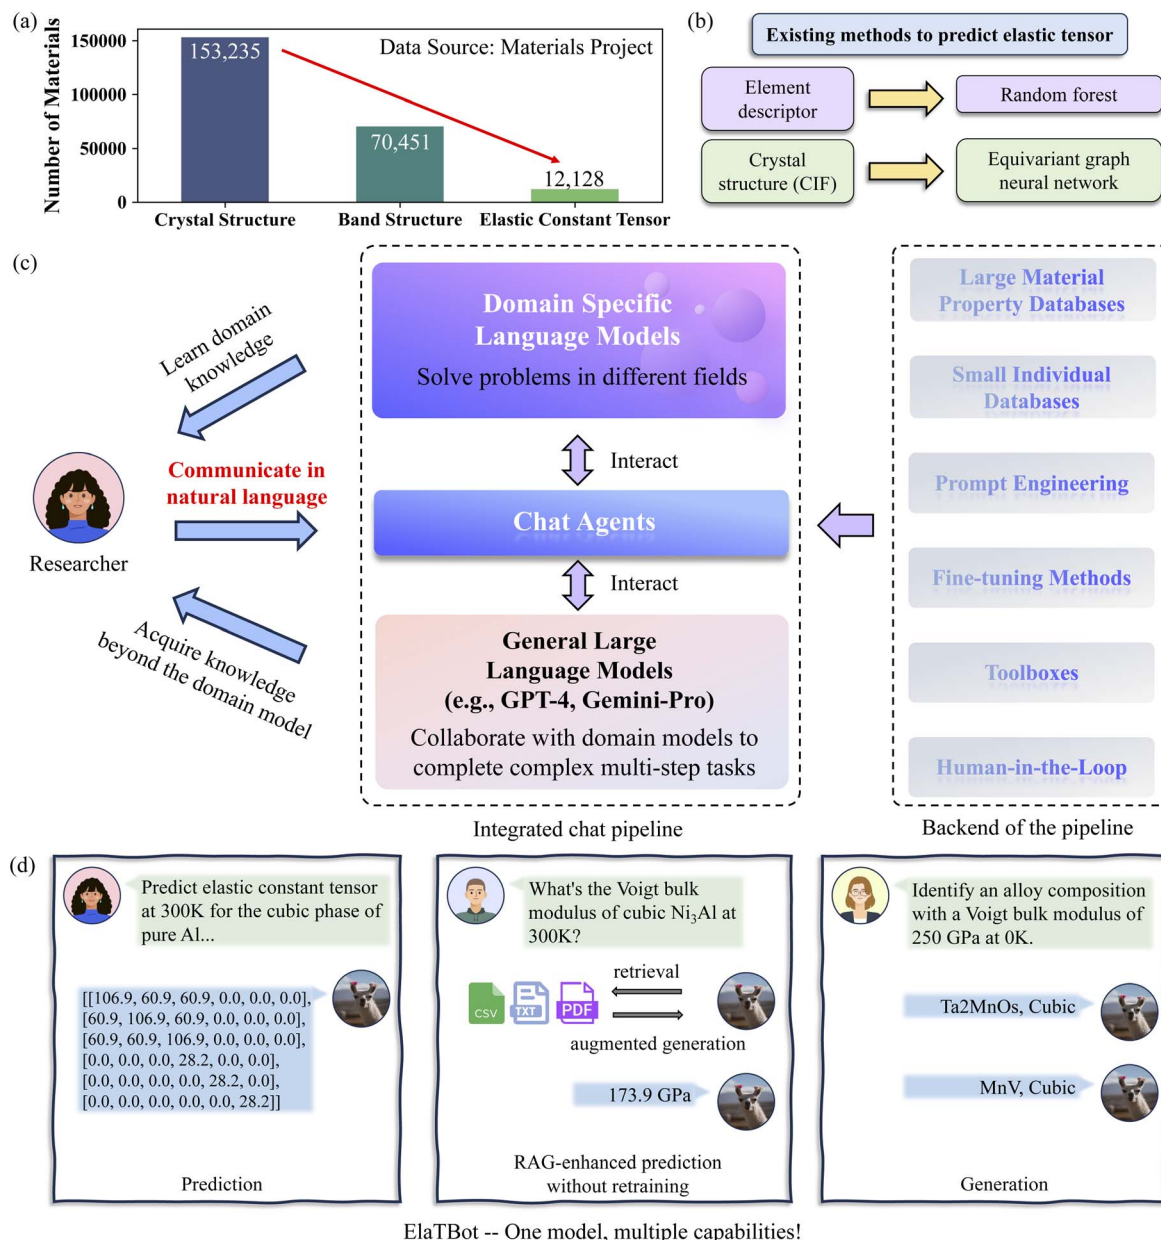 (a)
150000
100000
50000
0
Number of Materials
Data Source: Materials Project
153,235
70,451
12,128
Crystal Structure
Band Structure
Elastic Constant Tensor
(b)
Existing methods to predict elastic tensor
Element
descriptor
Random forest
Crystal
structure (CIF)
Equivariant graph
neural network
(c)
Learn domain
knowledge
Communicate in
natural language
Researcher
Acquire knowledge
beyond the domain model
Domain Specific
Language Models
Solve problems in different fields
Interact
Chat Agents
Interact
General Large
Language Models
(e.g., GPT-4, Gemini-Pro)
Collaborate with domain models to
complete complex multi-step tasks
Integrated chat pipeline
Large Material
Property Databases
Small Individual
Databases
Prompt Engineering
Fine-tuning Methods
Toolboxes
Human-in-the-Loop
Backend of the pipeline
(d)
Predict elastic constant tensor
at 300K for the cubic phase of
pure Al...
[[106.9, 60.9, 60.9, 0.0, 0.0, 0.0],
[60.9, 106.9, 60.9, 0.0, 0.0, 0.0],
[60.9, 60.9, 106.9, 0.0, 0.0, 0.0],
[0.0, 0.0, 0.0, 28.2, 0.0, 0.0],
[0.0, 0.0, 0.0, 0.0, 28.2, 0.0],
[0.0, 0.0, 0.0, 0.0, 0.0, 28.2]]
Prediction
What's the Voigt bulk
modulus of cubic Ni₃Al at
300K?
CSV
TXT
PDF
retrieval
augmented generation
173.9 GPa
RAG-enhanced prediction
without retraining
Identify an alloy composition
with a Voigt bulk modulus of
250 GPa at 0K.
Ta2MnOs, Cubic
MnV, Cubic
Generation
ElaTBot -- One model, multiple capabilities!